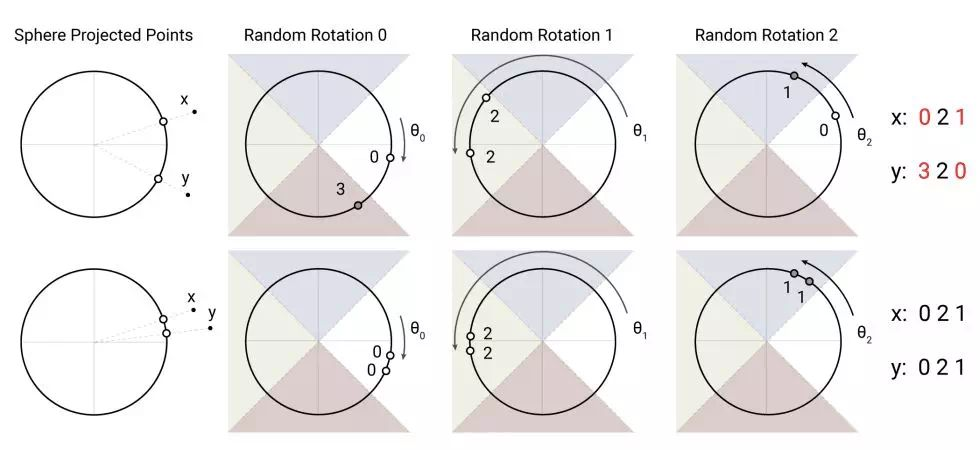 Sphere Projected Points
Random Rotation 0
Random Rotation 1
Random Rotation 2
x
y
0
3
θ0
2
2
θ1
1
0
θ2
x: 0 2 1
y: 3 2 0
x
y
0
0
θ0
2
2
θ1
1
1
θ2
x: 0 2 1
y: 0 2 1